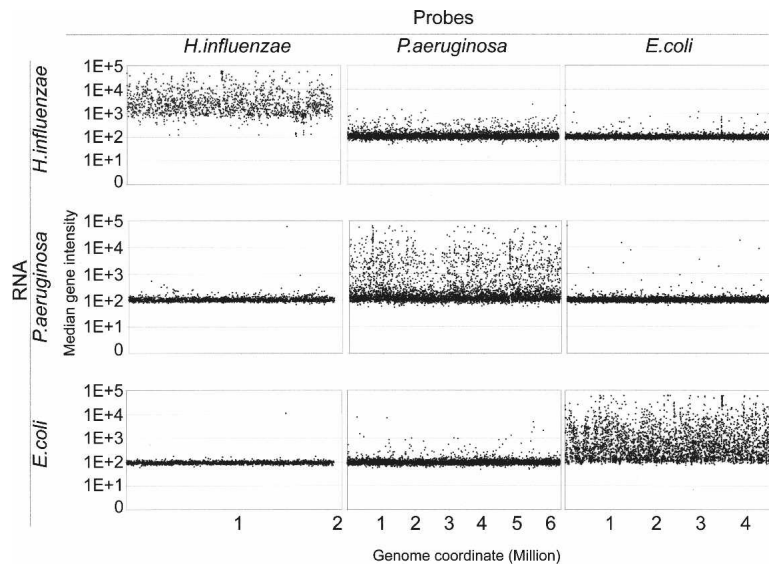 Probes
H.influenzae P.aeruginosa E.coli
RNA
Median gene intensity
H.influenzae
1E+5
1E+4
1E+3
1E+2
1E+1
0
P.aeruginosa
1E+5
1E+4
1E+3
1E+2
1E+1
0
E.coli
1E+5
1E+4
1E+3
1E+2
1E+1
0
1 2 1 2 3 4 5 6 1 2 3 4
Genome coordinate (Million)